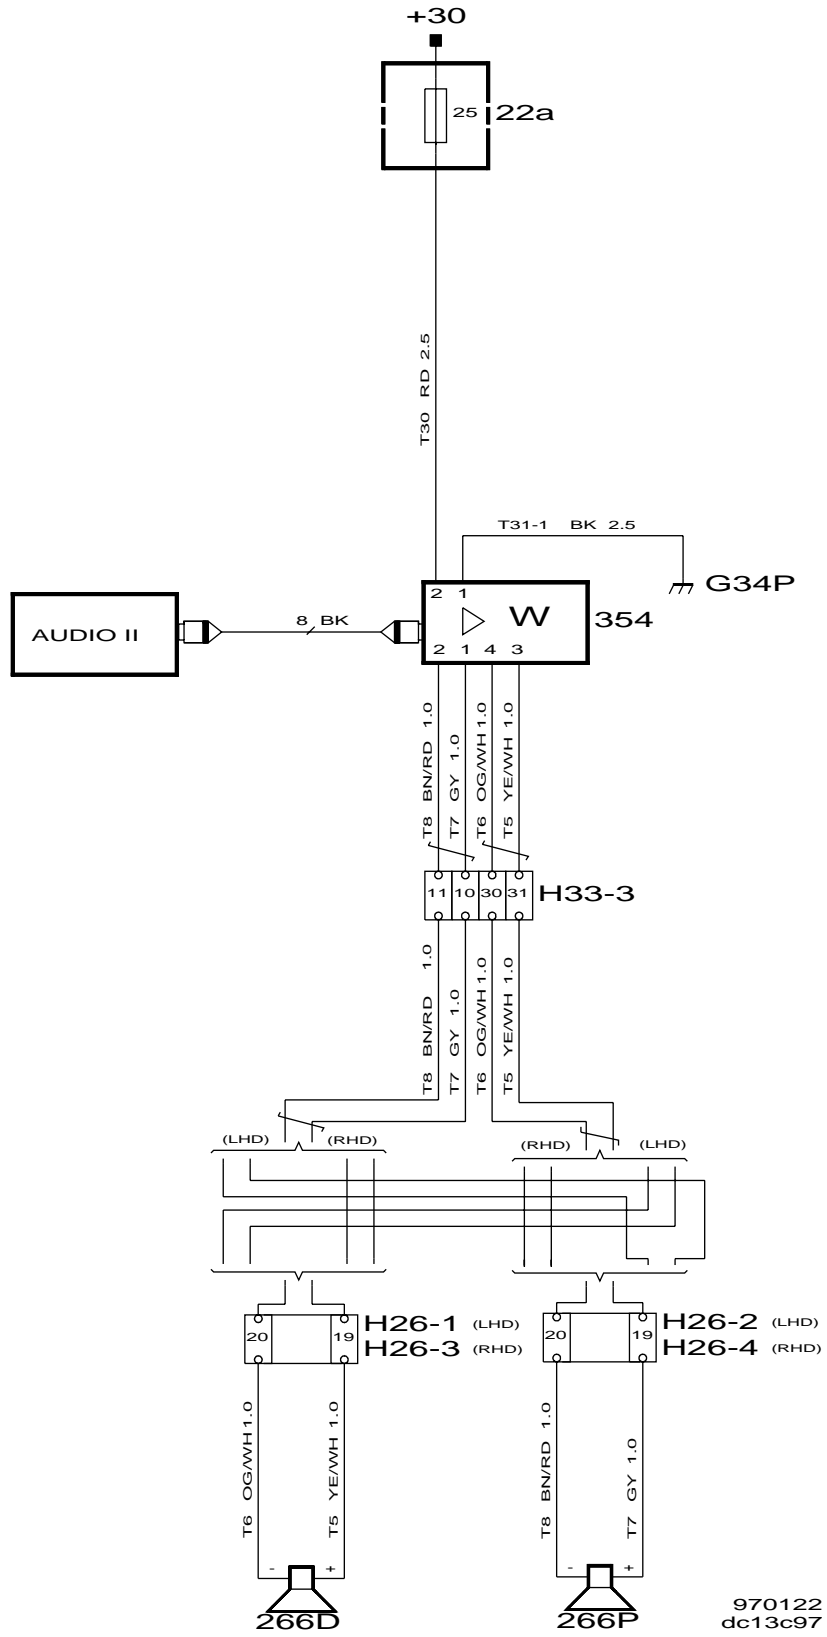 +30
25 22a
T30 RD 2.5
T31-1 BK 2.5
G34P
2 1
W
354
AUDIO II
8 BK
2 1 4 3
T8 BN/RD 1.0
T7 GY 1.0
T6 OG/WH 1.0
T5 YE/WH 1.0
11 10 30 31 H33-3
T8 BN/RD 1.0
T7 GY 1.0
T6 OG/WH 1.0
T5 YE/WH 1.0
(LHD) (RHD) (RHD) (LHD)
20 19
H26-1 (LHD)
H26-3 (RHD)
20 19
H26-2 (LHD)
H26-4 (RHD)
T6 OG/WH 1.0
T5 YE/WH 1.0
T8 BN/RD 1.0
T7 GY 1.0
- + - +
266D 266P
970122
dc13c97